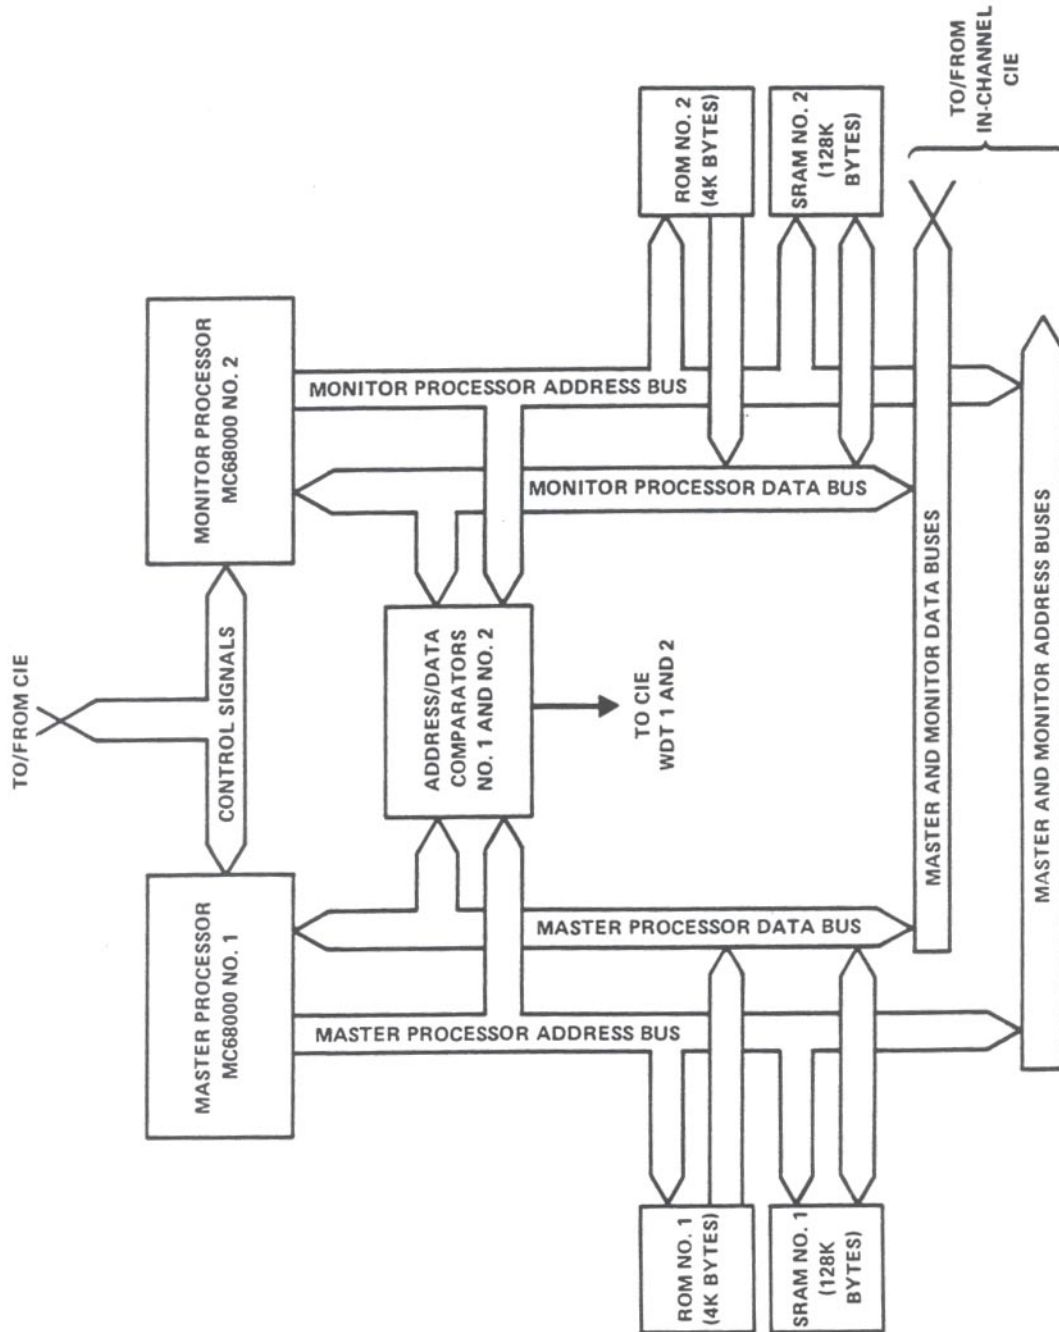 TO/FROM CIE
MASTER PROCESSOR
MC68000 NO. 1
CONTROL SIGNALS
MONITOR PROCESSOR
MC68000 NO. 2
ADDRESS/DATA
COMPARATORS
NO. 1 AND NO. 2
TO CIE
WDT 1 AND 2
MASTER PROCESSOR ADDRESS BUS
MASTER PROCESSOR DATA BUS
MONITOR PROCESSOR DATA BUS
MONITOR PROCESSOR ADDRESS BUS
ROM NO. 1
(4K BYTES)
SRAM NO. 1
(128K
BYTES)
ROM NO. 2
(4K BYTES)
SRAM NO. 2
(128K
BYTES)
MASTER AND MONITOR DATA BUSES
MASTER AND MONITOR ADDRESS BUSES
TO/FROM
IN-CHANNEL
CIE